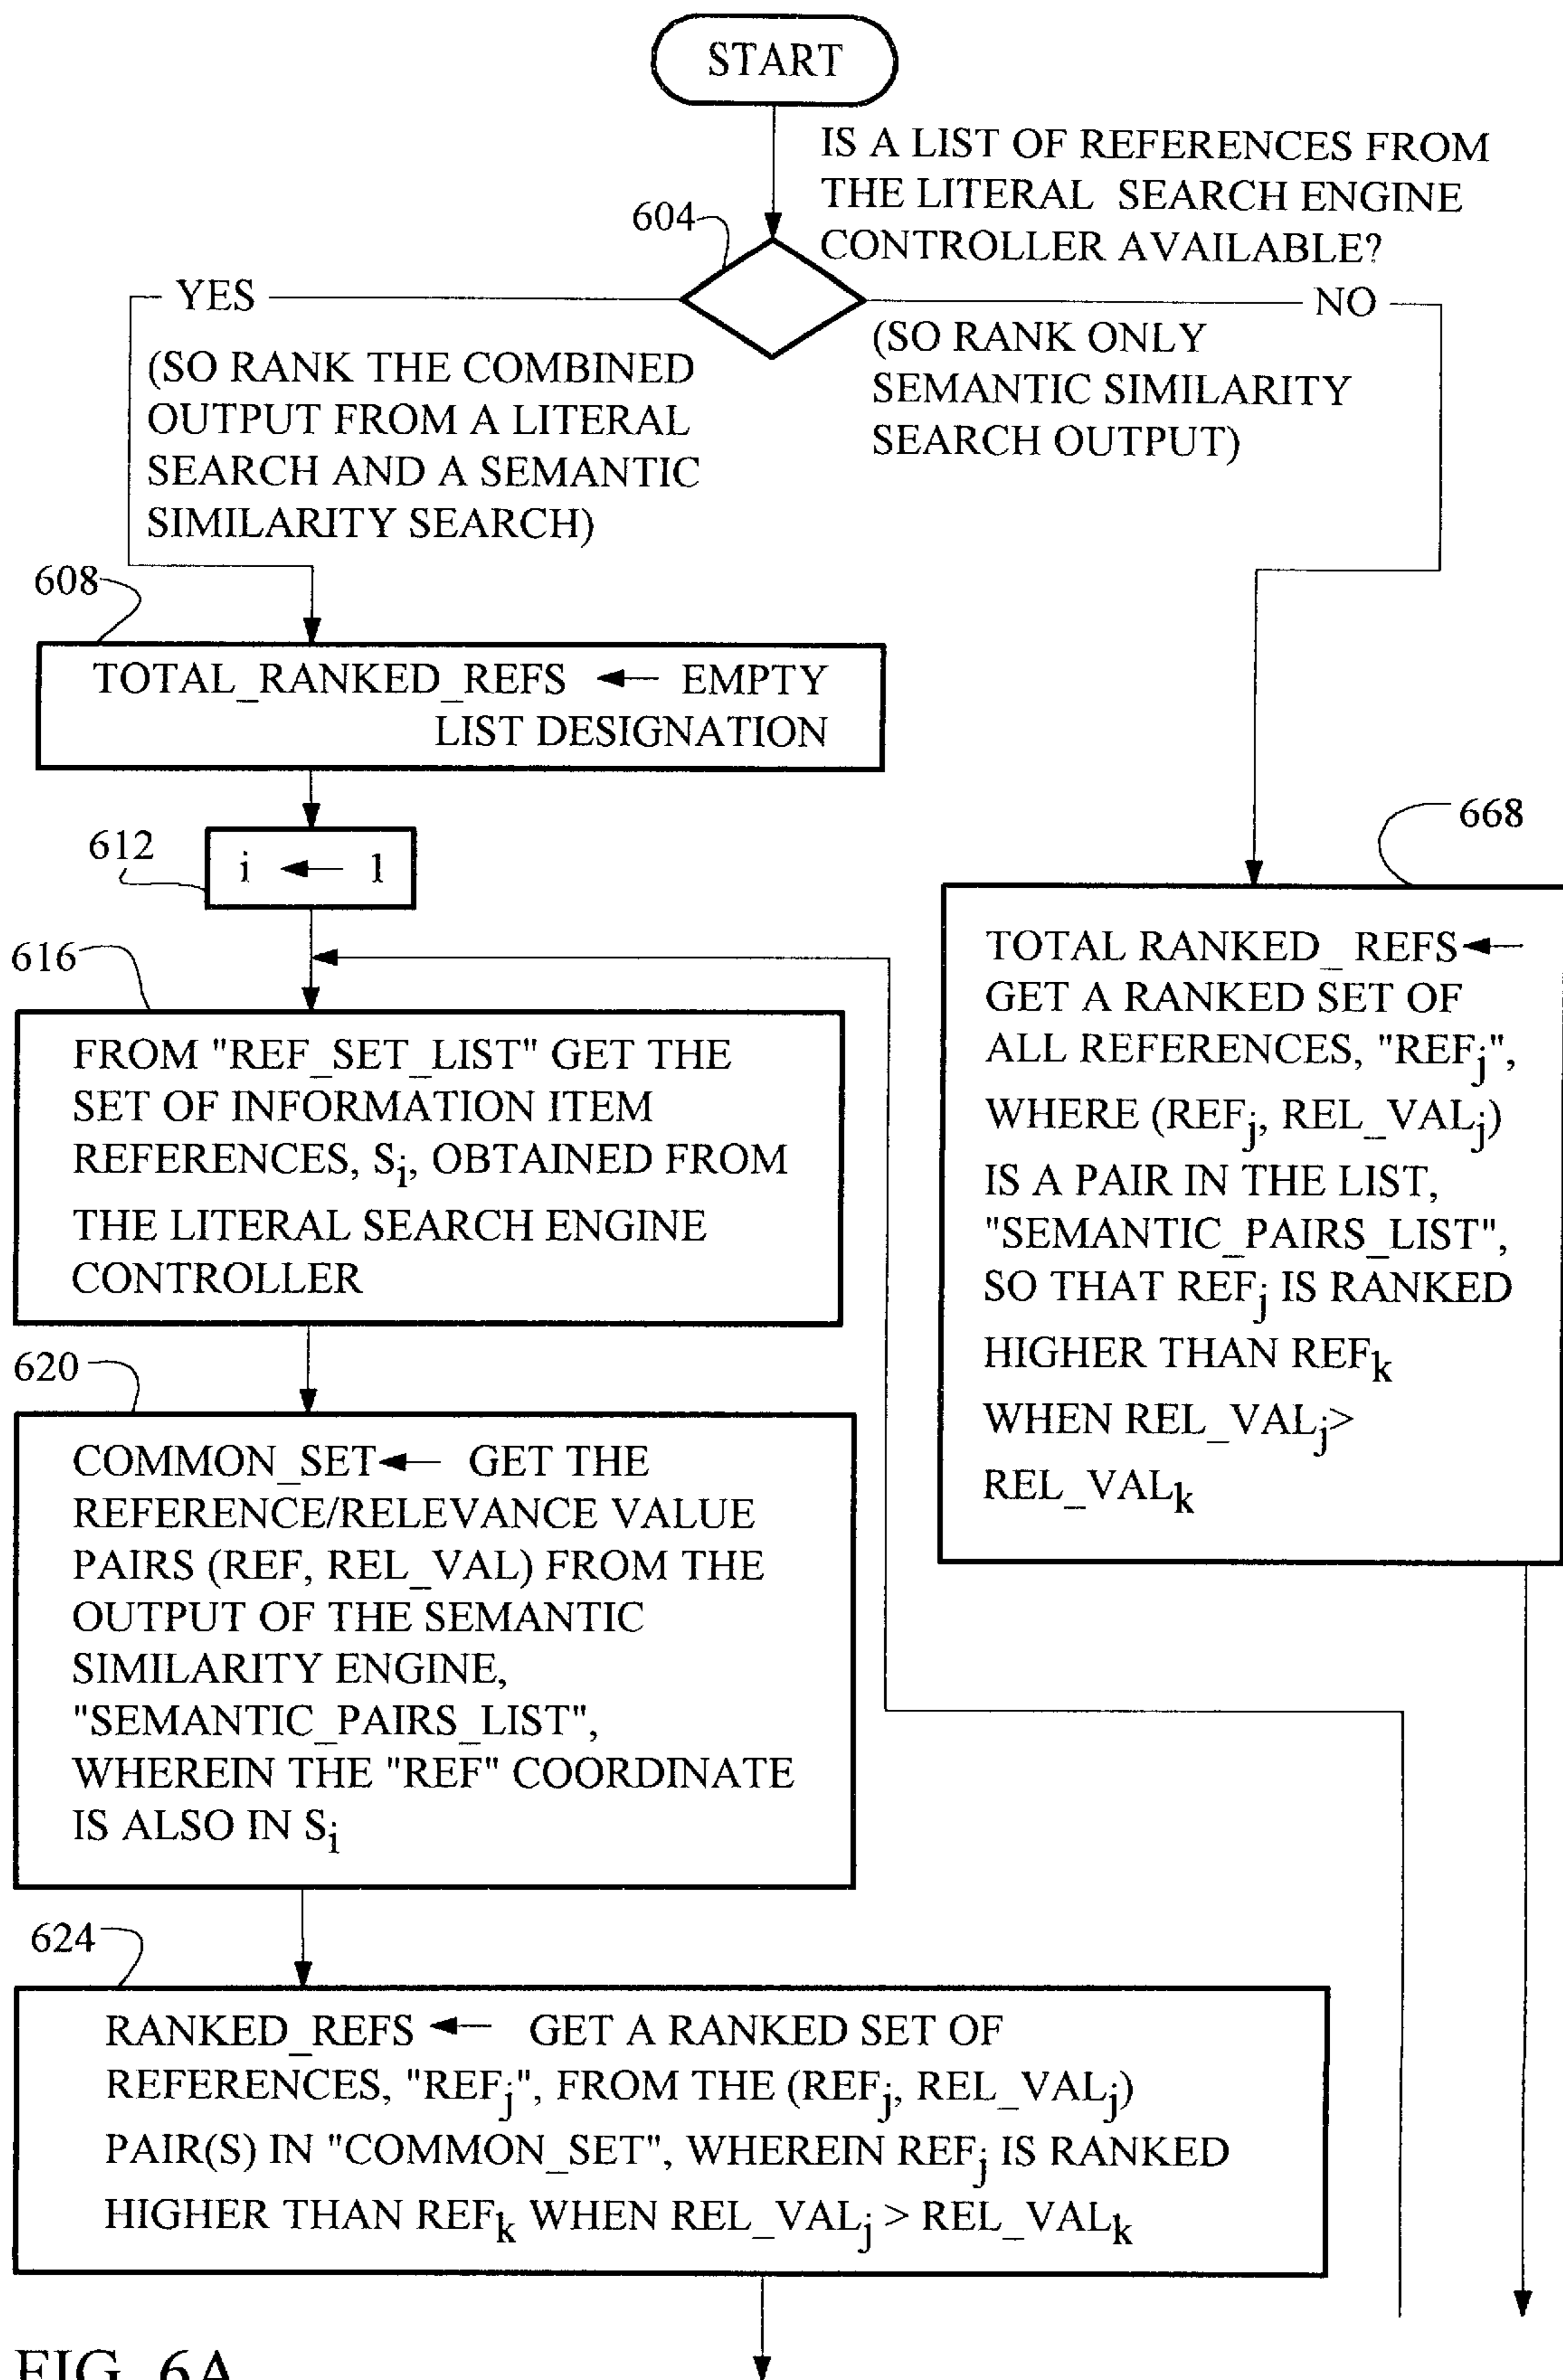 START
IS A LIST OF REFERENCES FROM
THE LITERAL SEARCH ENGINE
CONTROLLER AVAILABLE?
604
YES
NO
(SO RANK THE COMBINED
OUTPUT FROM A LITERAL
SEARCH AND A SEMANTIC
SIMILARITY SEARCH)
(SO RANK ONLY
SEMANTIC SIMILARITY
SEARCH OUTPUT)
608
TOTAL_RANKED_REFS ← EMPTY
LIST DESIGNATION
612
i ← 1
616
FROM "REF_SET_LIST" GET THE
SET OF INFORMATION ITEM
REFERENCES, Sᵢ, OBTAINED FROM
THE LITERAL SEARCH ENGINE
CONTROLLER
668
TOTAL RANKED_ REFS ←
GET A RANKED SET OF
ALL REFERENCES, "REFⱼ",
WHERE (REFⱼ, REL_VALⱼ)
IS A PAIR IN THE LIST,
"SEMANTIC_PAIRS_LIST",
SO THAT REFⱼ IS RANKED
HIGHER THAN REFₖ
WHEN REL_VALⱼ>
REL_VALₖ
620
COMMON_SET ← GET THE
REFERENCE/RELEVANCE VALUE
PAIRS (REF, REL_VAL) FROM THE
OUTPUT OF THE SEMANTIC
SIMILARITY ENGINE,
"SEMANTIC_PAIRS_LIST",
WHEREIN THE "REF" COORDINATE
IS ALSO IN Sᵢ
624
RANKED_REFS ← GET A RANKED SET OF
REFERENCES, "REFⱼ", FROM THE (REFⱼ, REL_VALⱼ)
PAIR(S) IN "COMMON_SET", WHEREIN REFⱼ IS RANKED
HIGHER THAN REFₖ WHEN REL_VALⱼ > REL_VALₖ
FIG. 6A